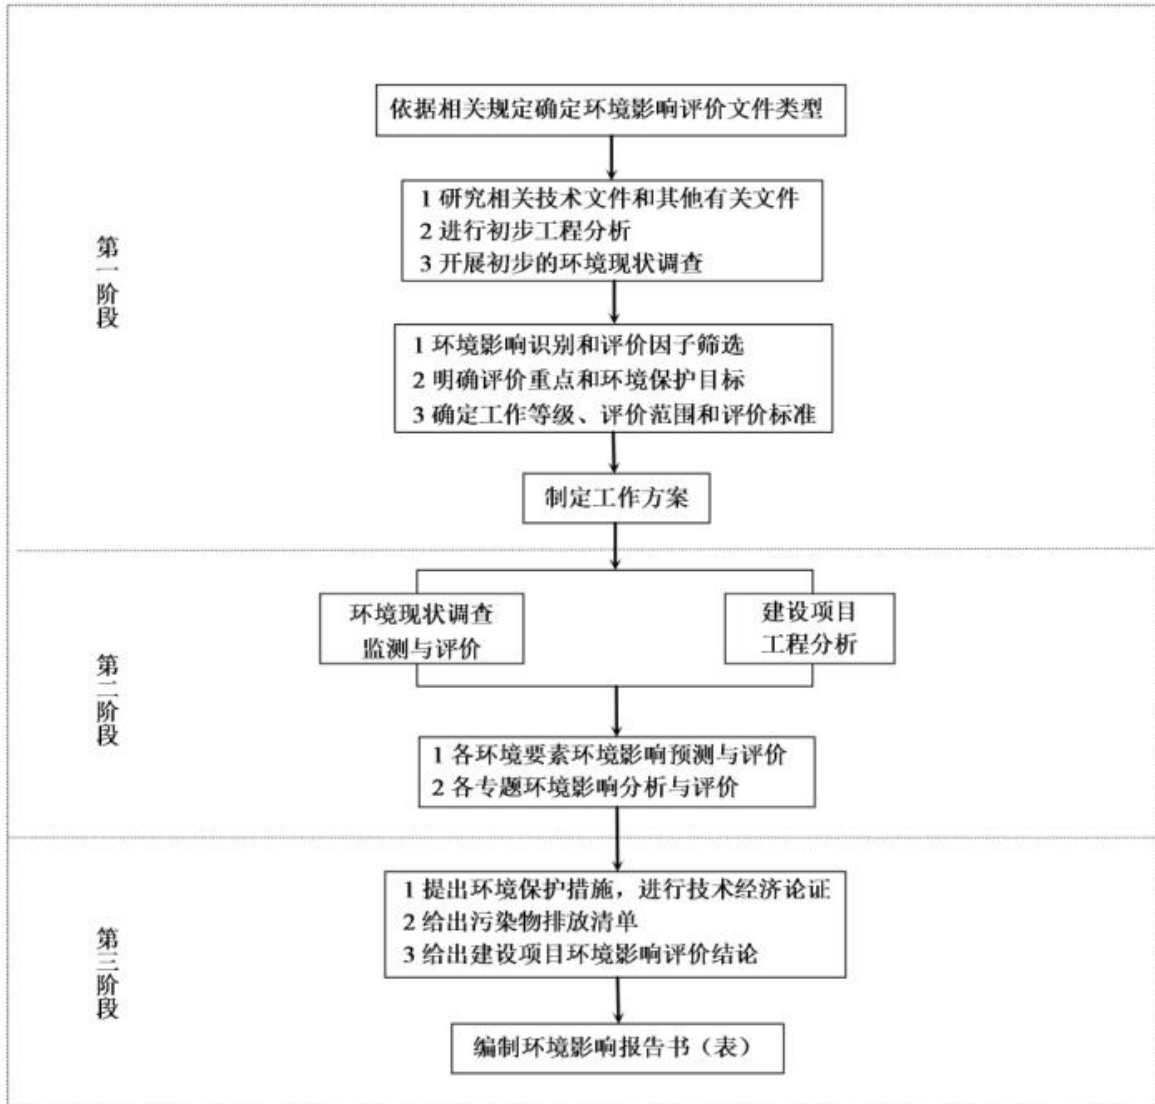 依据相关规定确定环境影响评价文件类型
1 研究相关技术文件和其他有关文件
2 进行初步工程分析
3 开展初步的环境现状调查
第一阶段
1 环境影响识别和评价因子筛选
2 明确评价重点和环境保护目标
3 确定工作等级、评价范围和评价标准
制定工作方案
环境现状调查
监测与评价
建设项目
工程分析
第二阶段
1 各环境要素环境影响预测与评价
2 各专题环境影响分析与评价
1 提出环境保护措施，进行技术经济论证
2 给出污染物排放清单
3 给出建设项目环境影响评价结论
第三阶段
编制环境影响报告书（表）